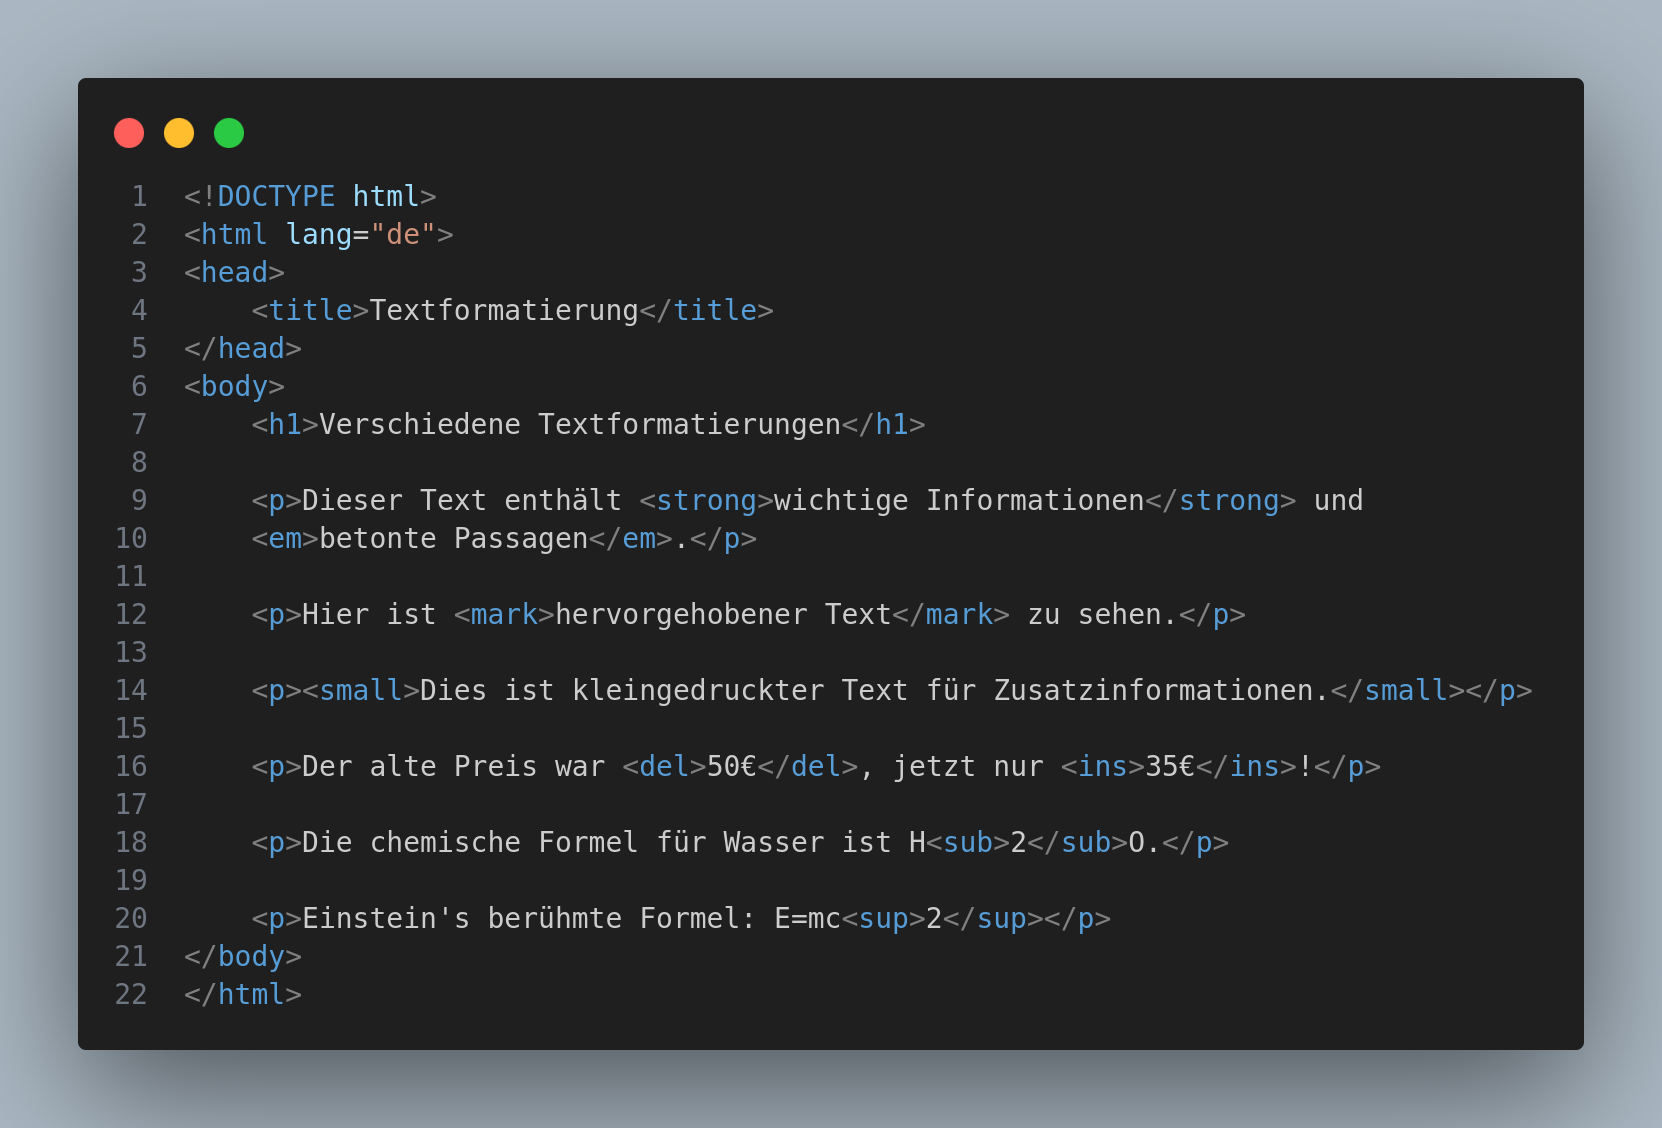 1 <!DOCTYPE html>
2 <html lang="de">
3 <head>
4     <title>Textformatierung</title>
5 </head>
6 <body>
7     <h1>Verschiedene Textformatierungen</h1>
8
9     <p>Dieser Text enthält <strong>wichtige Informationen</strong> und
10     <em>betonte Passagen</em>.</p>
11
12     <p>Hier ist <mark>hervorgehobener Text</mark> zu sehen.</p>
13
14     <p><small>Dies ist kleingedruckter Text für Zusatzinformationen.</small></p>
15
16     <p>Der alte Preis war <del>50€</del>, jetzt nur <ins>35€</ins>!</p>
17
18     <p>Die chemische Formel für Wasser ist H<sub>2</sub>O.</p>
19
20     <p>Einstein's berühmte Formel: E=mc<sup>2</sup></p>
21 </body>
22 </html>